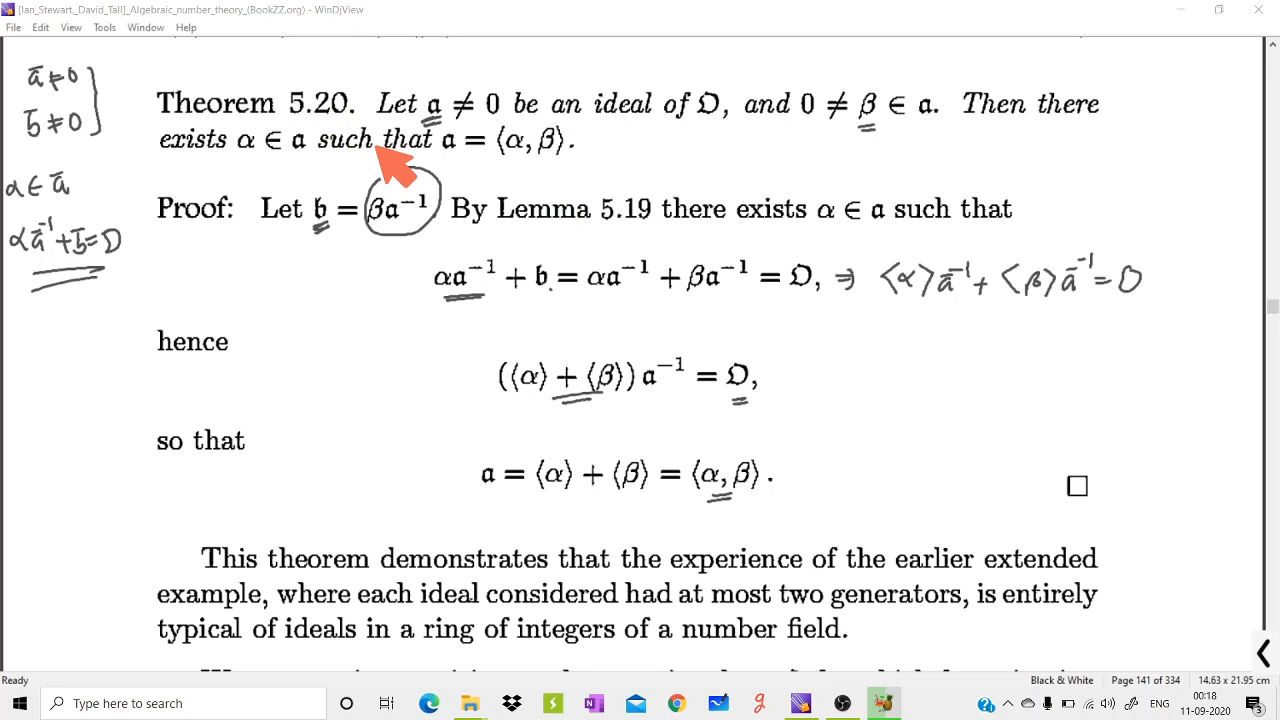 [Ian_Stewart,_David_Tall]_Algebraic_number_theory_(BookZZ.org) - WinDjView
File Edit View Tools Window Help
ā ≠ 0
b̄ ≠ 0
α ∈ ā
αā⁻¹ + b̄ = O
Theorem 5.20. Let 𝔞 ≠ 0 be an ideal of 𝔒, and 0 ≠ β ∈ 𝔞. Then there
exists α ∈ 𝔞 such that 𝔞 = ⟨α, β⟩.
Proof: Let 𝔟 = β𝔞⁻¹ By Lemma 5.19 there exists α ∈ 𝔞 such that
α𝔞⁻¹ + 𝔟 = α𝔞⁻¹ + β𝔞⁻¹ = 𝔒, ⇒ ⟨α⟩ā⁻¹ + ⟨β⟩ā⁻¹ = O
hence
(⟨α⟩ + ⟨β⟩) 𝔞⁻¹ = 𝔒,
so that
𝔞 = ⟨α⟩ + ⟨β⟩ = ⟨α, β⟩. □
This theorem demonstrates that the experience of the earlier extended
example, where each ideal considered had at most two generators, is entirely
typical of ideals in a ring of integers of a number field.
Ready Black & White Page 141 of 334 14.63 x 21.95 cm
Type here to search 00:18
11-09-2020 3